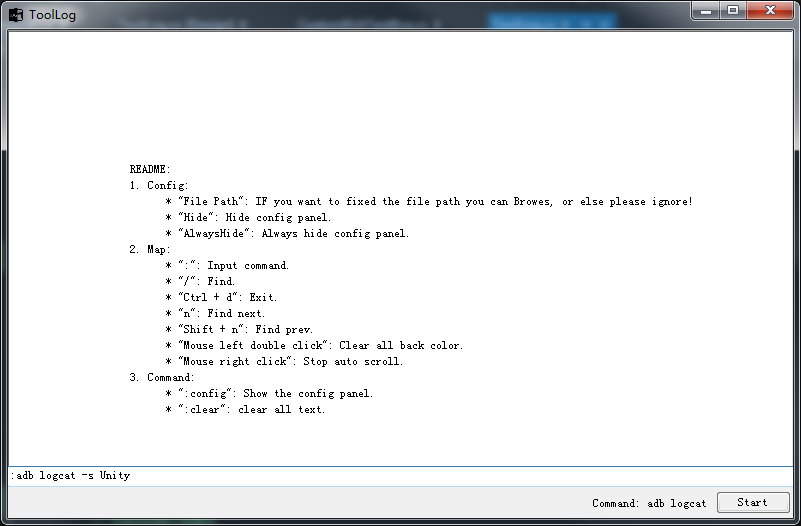 ToolLog
README:
1. Config:
* "File Path": IF you want to fixed the file path you can Browes, or else please ignore!
* "Hide": Hide config panel.
* "AlwaysHide": Always hide config panel.
2. Map:
* ":": Input command.
* "/": Find.
* "Ctrl + d": Exit.
* "n": Find next.
* "Shift + n": Find prev.
* "Mouse left double click": Clear all back color.
* "Mouse right click": Stop auto scroll.
3. Command:
* ":config": Show the config panel.
* ":clear": clear all text.
:adb logcat -s Unity
Command: adb logcat
Start